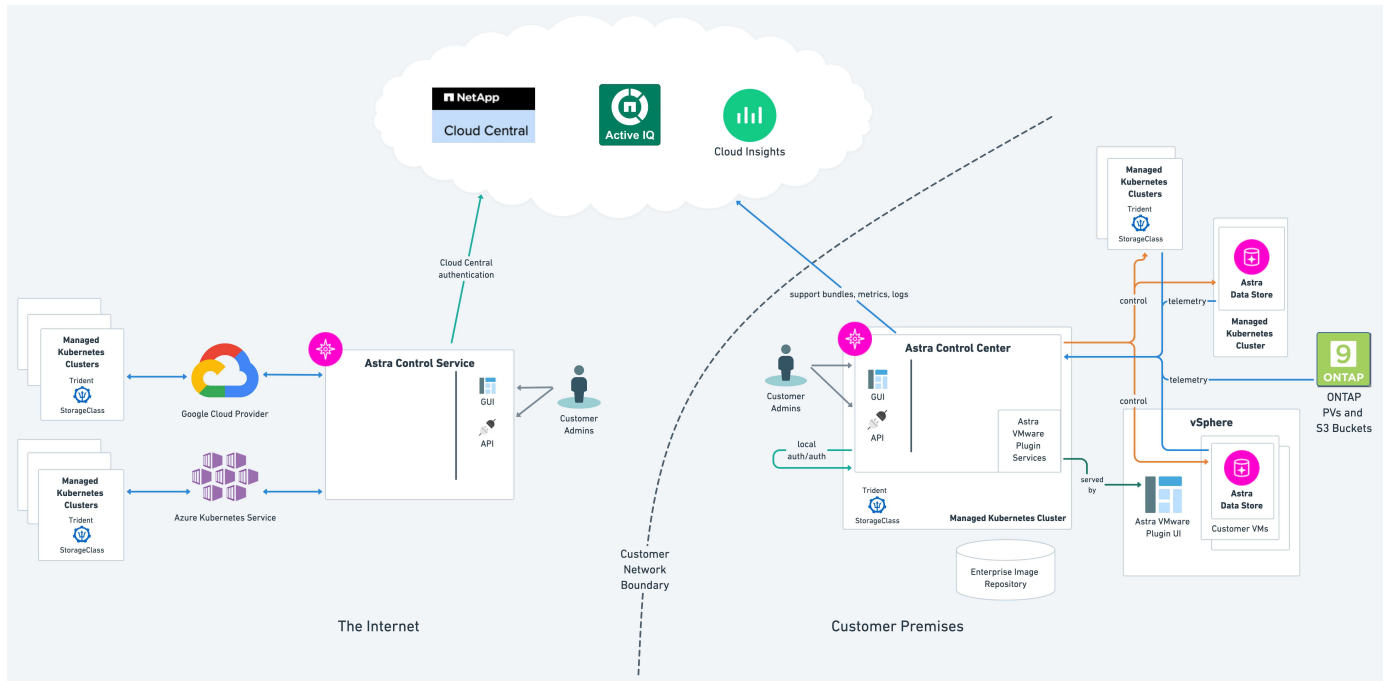 NetApp
Cloud Central
Active IQ
Cloud Insights
Cloud Central
authentication
support bundles, metrics, logs
Managed
Kubernetes
Clusters
Trident
StorageClass
Google Cloud Provider
Managed
Kubernetes
Clusters
Trident
StorageClass
Azure Kubernetes Service
Astra Control Service
GUI
API
Customer
Admins
Customer
Network
Boundary
The Internet
Customer
Admins
Astra Control Center
GUI
API
local
auth/auth
Astra
VMware
Plugin
Services
Trident
StorageClass
Managed Kubernetes Cluster
Enterprise Image
Repository
Customer Premises
Managed
Kubernetes
Clusters
Trident
StorageClass
control
telemetry
Astra
Data Store
Managed
Kubernetes
Cluster
telemetry
control
9
ONTAP
ONTAP
PVs and
S3 Buckets
served
by
vSphere
Astra VMware
Plugin UI
Astra
Data Store
Customer VMs